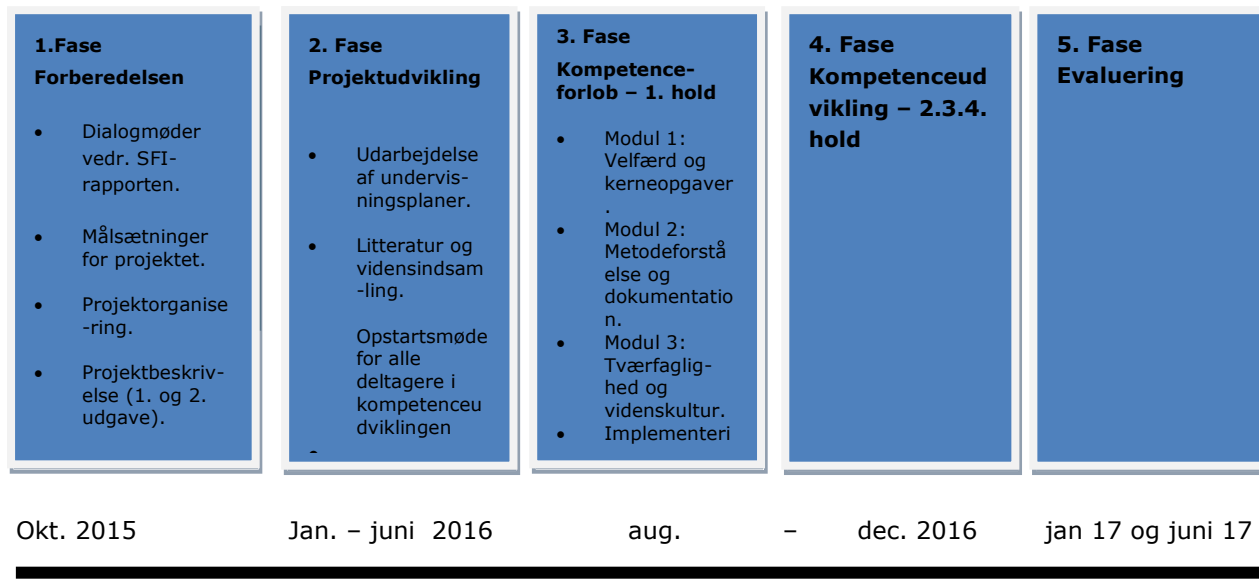 1.Fase
Forberedelsen
• Dialogmøder
vedr. SFI-
rapporten.
• Målsætninger
for projektet.
• Projektorganise
-ring.
• Projektbeskriv-
else (1. og 2.
udgave).
2. Fase
Projektudvikling
• Udarbejdelse
af undervis-
ningsplaner.
• Litteratur og
vidensindsam
-ling.
Opstartsmøde
for alle
deltagere i
kompetenceu
dviklingen
•
3. Fase
Kompetence-
forlob – 1. hold
• Modul 1:
Velfærd og
kerneopgaver
.
• Modul 2:
Metodeforstå
else og
dokumentatio
n.
• Modul 3:
Tværfaglig-
hed og
videnskultur.
• Implementeri
4. Fase
Kompetenceud
vikling – 2.3.4.
hold
5. Fase
Evaluering
Okt. 2015 Jan. – juni 2016 aug. – dec. 2016 jan 17 og juni 17